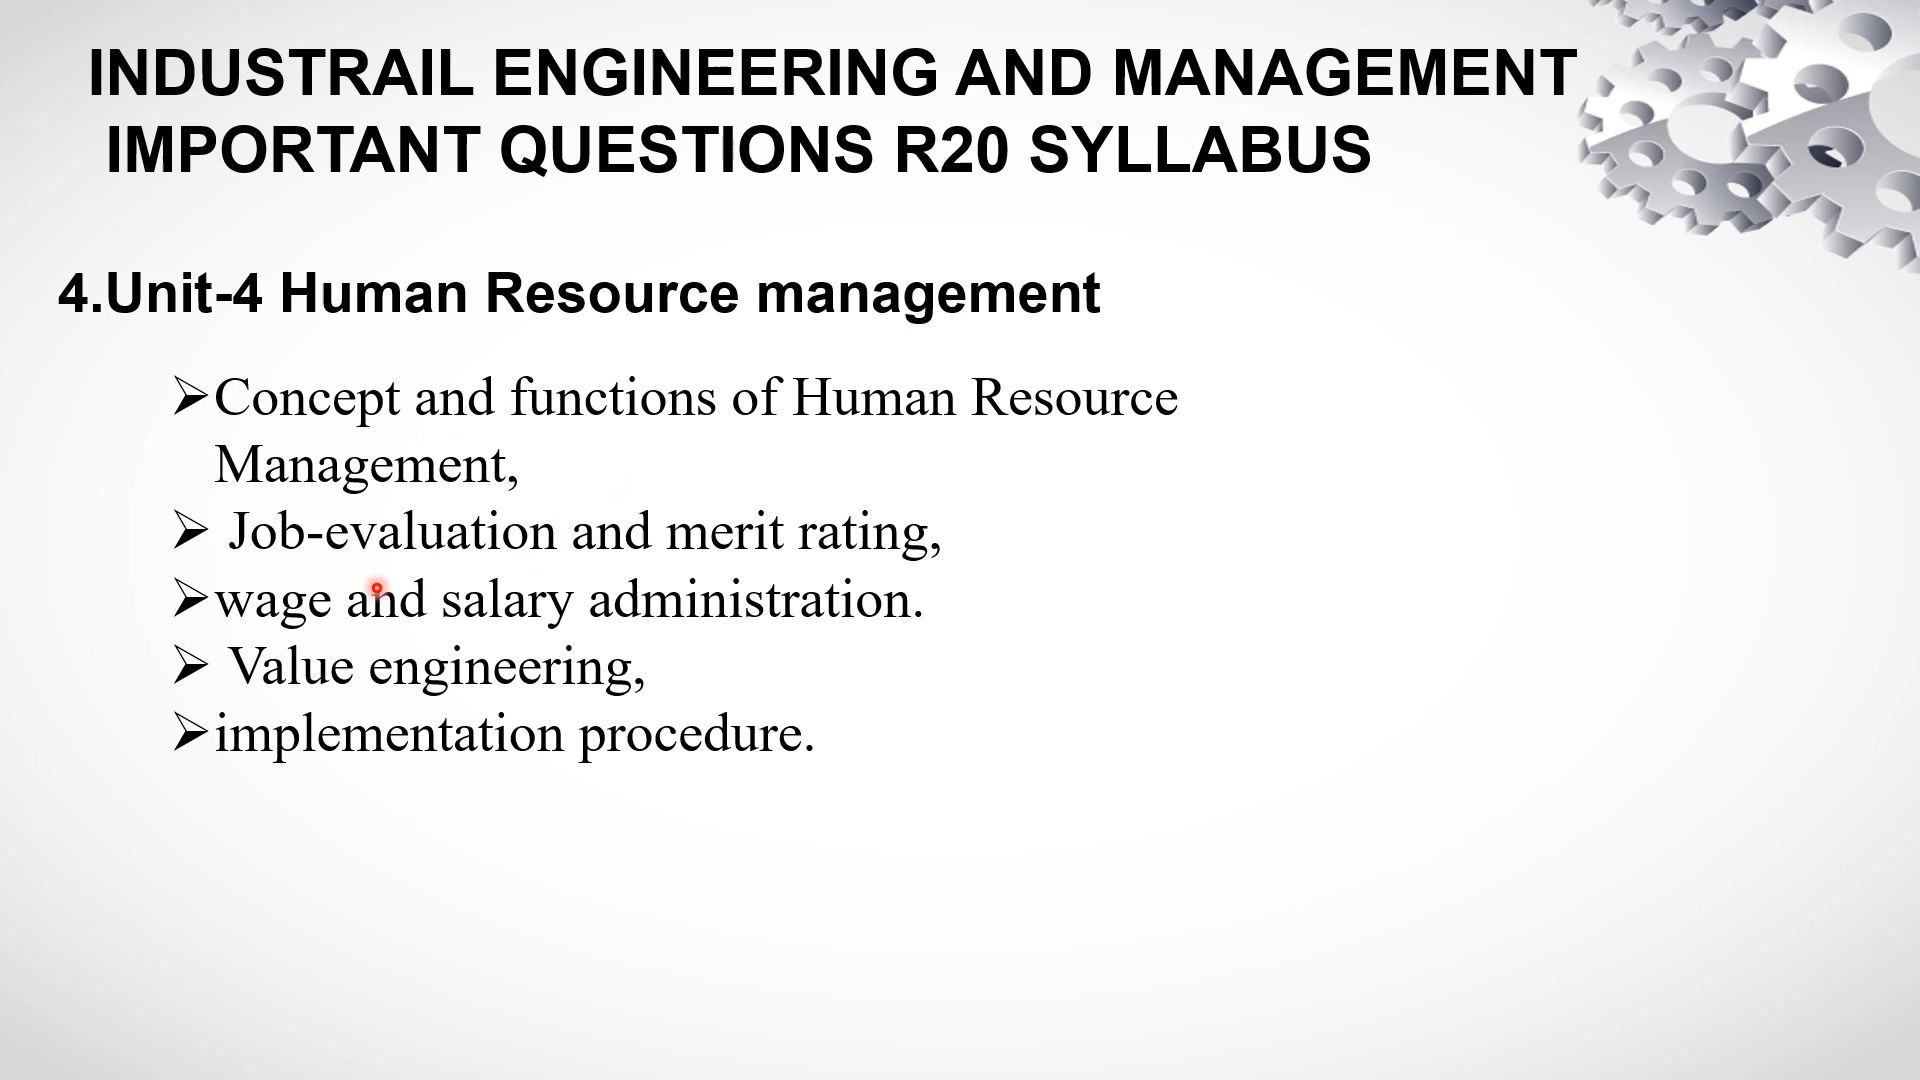 INDUSTRAIL ENGINEERING AND MANAGEMENT
IMPORTANT QUESTIONS R20 SYLLABUS
4.Unit-4 Human Resource management
➢Concept and functions of Human Resource
Management,
➢ Job-evaluation and merit rating,
➢wage and salary administration.
➢ Value engineering,
➢implementation procedure.